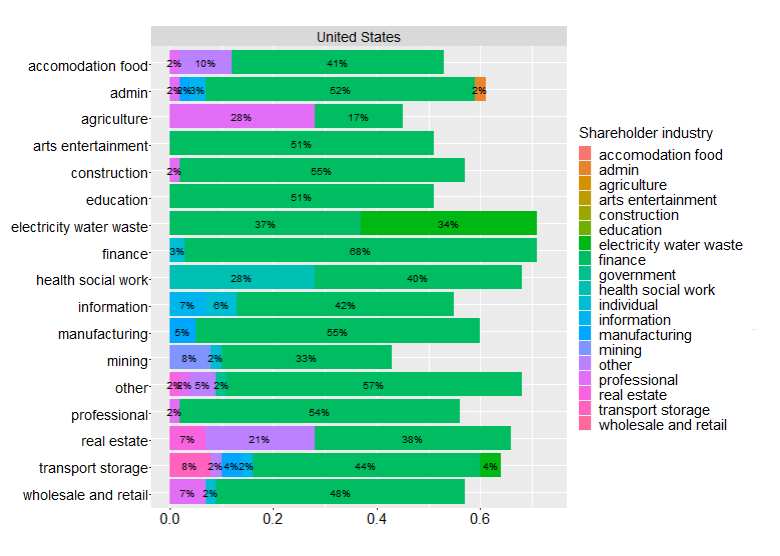 United States
accomodation food 2% 10% 41%
admin 2% 2% 3% 52% 2%
agriculture 28% 17%
arts entertainment 51%
construction 2% 55%
education 51%
electricity water waste 37% 34%
finance 3% 68%
health social work 28% 40%
information 7% 6% 42%
manufacturing 5% 55%
mining 8% 2% 33%
other 2% 2% 5% 2% 57%
professional 2% 54%
real estate 7% 21% 38%
transport storage 8% 2% 4% 2% 44% 4%
wholesale and retail 7% 2% 48%
0.0 0.2 0.4 0.6
Shareholder industry
accomodation food
admin
agriculture
arts entertainment
construction
education
electricity water waste
finance
government
health social work
individual
information
manufacturing
mining
other
professional
real estate
transport storage
wholesale and retail